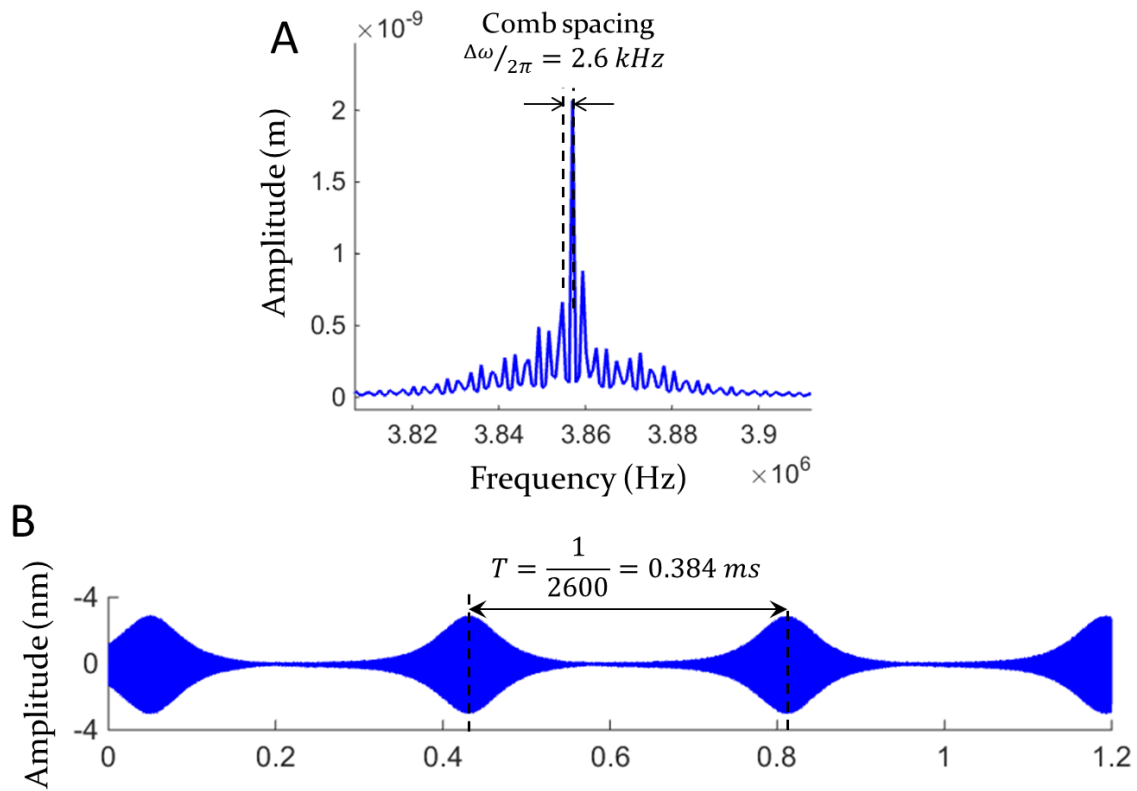 A
×10⁻⁹
Comb spacing
Δω/2π = 2.6 kHz
Amplitude (m)
2
1.5
1
0.5
0
3.82 3.84 3.86 3.88 3.9
Frequency (Hz)
×10⁶
B
T = 1/2600 = 0.384 ms
Amplitude (nm)
-4
0
-4
0 0.2 0.4 0.6 0.8 1 1.2